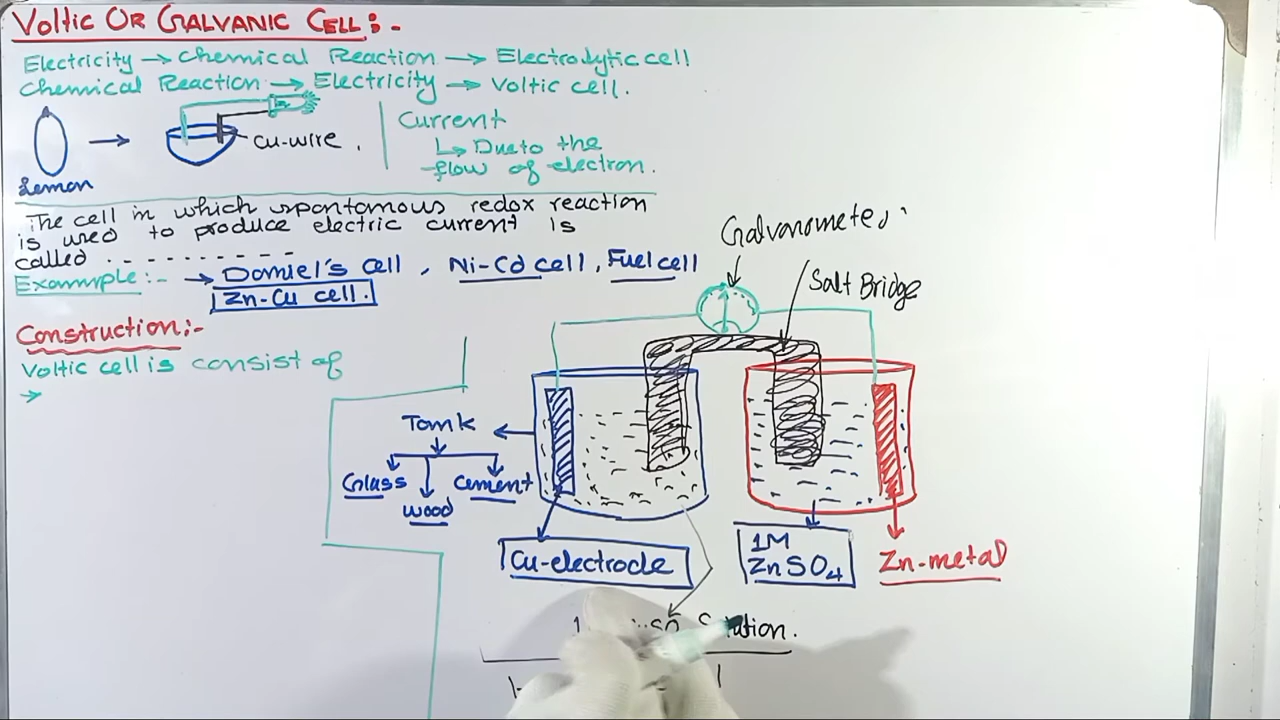 Voltic Or Galvanic Cell:-
Electricity → Chemical Reaction → Electrolytic cell
Chemical Reaction → Electricity → Voltic cell.
Lemon
Cu-wire.
Current
↳ Due to the
flow of electron.
The cell in which spontamous redox reaction
is used to produce electric current is
called ---------
Example:- → Daniel's cell, Ni-Cd cell, Fuel cell
Zn-Cu cell.
Galvanometer
Salt Bridge
Construction:-
Voltic cell is consist of
→
Tank
Glass
wood
Cement
Cu-electrode
1M
ZnSO4
Zn-metal